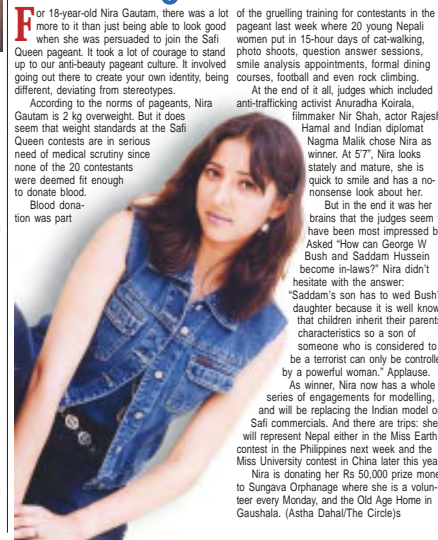 For 18-year-old Nira Gautam, there was a lot
more to it than just being able to look good
when she was persuaded to join the Safi
Queen pageant. It took a lot of courage to stand
up to our anti-beauty pageant culture. It involved
going out there to create your own identity, being
different, deviating from stereotypes.
According to the norms of pageants, Nira
Gautam is 2 kg overweight. But it does
seem that weight standards at the Safi
Queen contests are in serious
need of medical scrutiny since
none of the 20 contestants
were deemed fit enough
to donate blood.
Blood dona-
tion was part
of the gruelling training for contestants in the
pageant last week where 20 young Nepali
women put in 15-hour days of cat-walking,
photo shoots, question answer sessions,
smile analysis appointments, formal dining
courses, football and even rock climbing.
At the end of it all, judges which included
anti-trafficking activist Anuradha Koirala,
filmmaker Nir Shah, actor Rajesh
Hamal and Indian diplomat
Nagma Malik chose Nira as
winner. At 5'7", Nira looks
stately and mature, she is
quick to smile and has a no-
nonsense look about her.
But in the end it was her
brains that the judges seem
have been most impressed b
Asked "How can George W
Bush and Saddam Hussein
become in-laws?" Nira didn't
hesitate with the answer:
"Saddam's son has to wed Bush'
daughter because it is well know
that children inherit their parent
characteristics so a son of
someone who is considered to
be a terrorist can only be controlle
by a powerful woman." Applause.
As winner, Nira now has a whole
series of engagements for modelling,
and will be replacing the Indian model o
Safi commercials. And there are trips: she
will represent Nepal either in the Miss Earth
contest in the Philippines next week and the
Miss University contest in China later this yea
Nira is donating her Rs 50,000 prize mone
to Sungava Orphanage where she is a volun-
teer every Monday, and the Old Age Home in
Gaushala. (Astha Dahal/The Circle)s